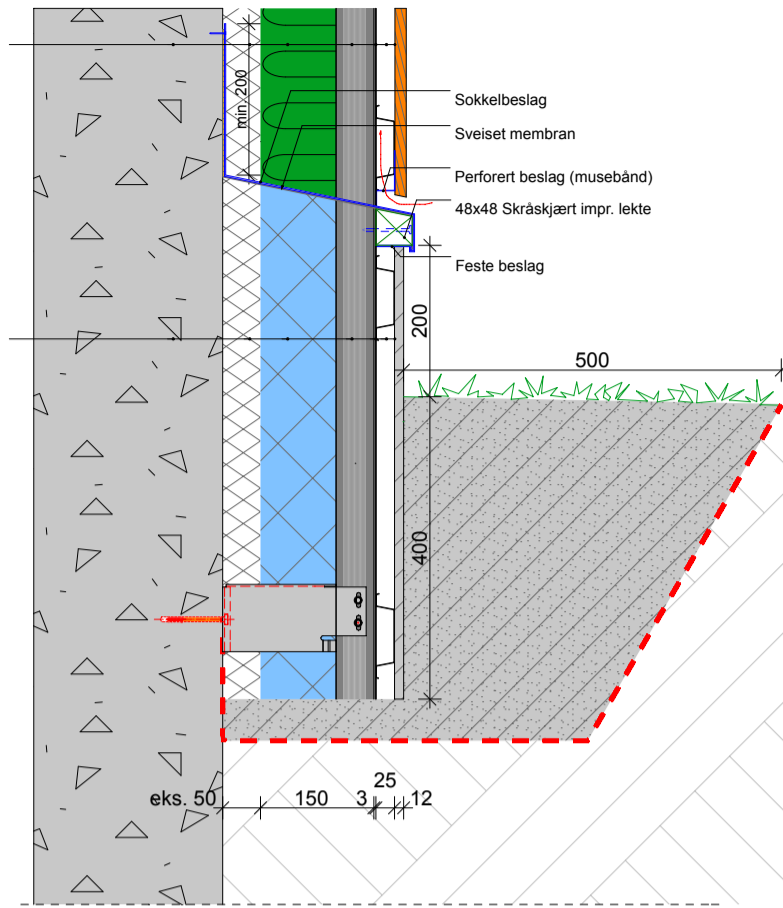 min. 200
Sokkelbeslag
Sveiset membran
Perforert beslag (musebånd)
48x48 Skråskjært impr. lekte
Feste beslag
200
500
400
25
eks. 50
150
3
12